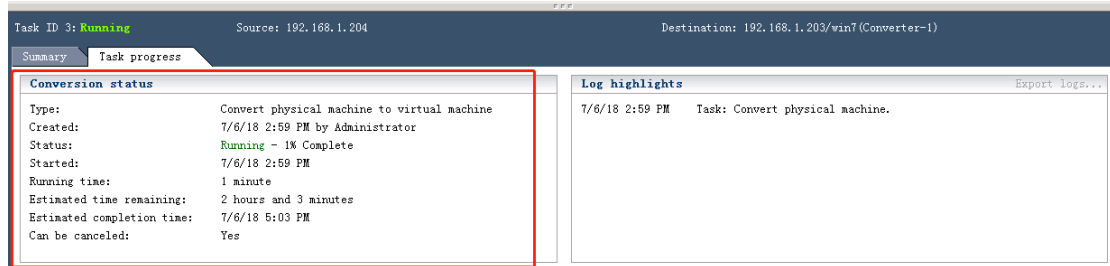 Task ID 3: Running Source: 192.168.1.204 Destination: 192.168.1.203/win7(Converter-1)
Summary Task progress
Conversion status
Type: Convert physical machine to virtual machine
Created: 7/6/18 2:59 PM by Administrator
Status: Running - 1% Complete
Started: 7/6/18 2:59 PM
Running time: 1 minute
Estimated time remaining: 2 hours and 3 minutes
Estimated completion time: 7/6/18 5:03 PM
Can be canceled: Yes
Log highlights Export logs...
7/6/18 2:59 PM Task: Convert physical machine.